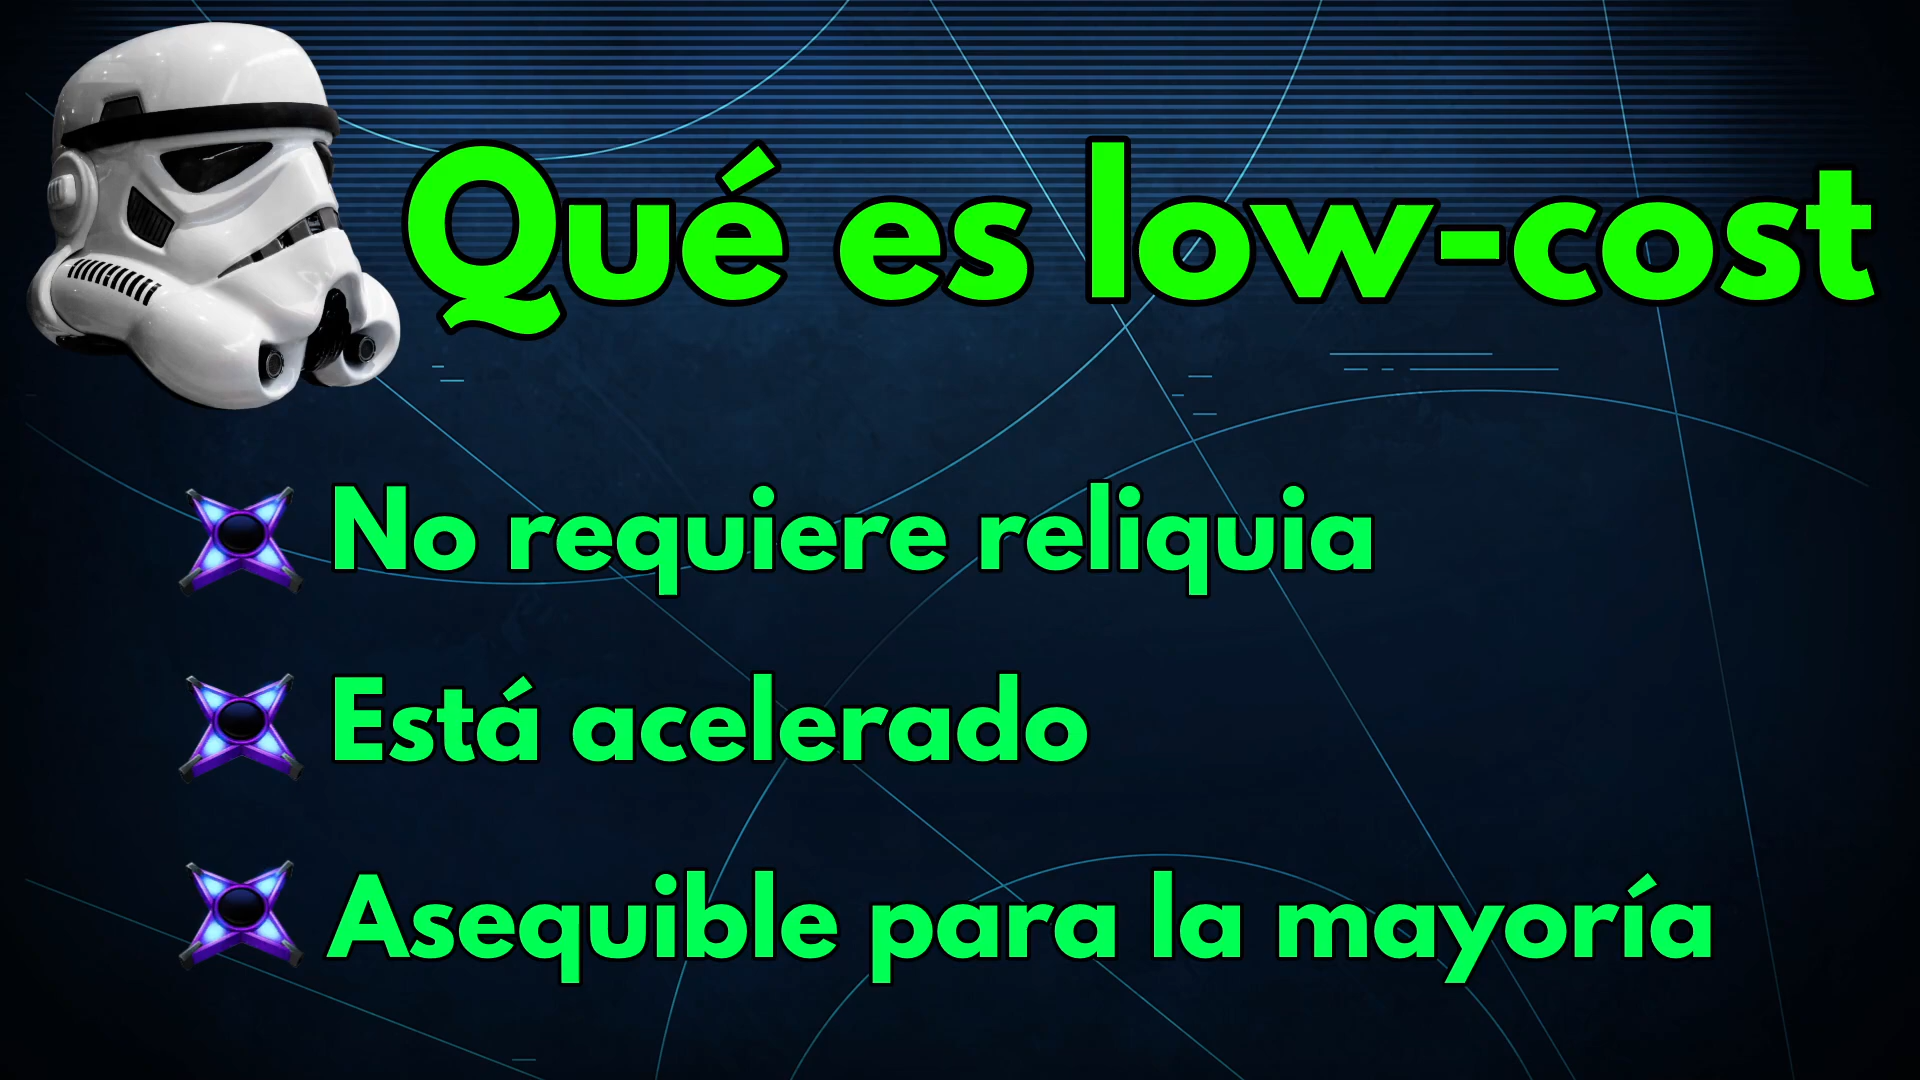 Qué es low-cost
No requiere reliquia
Está acelerado
Asequible para la mayoría